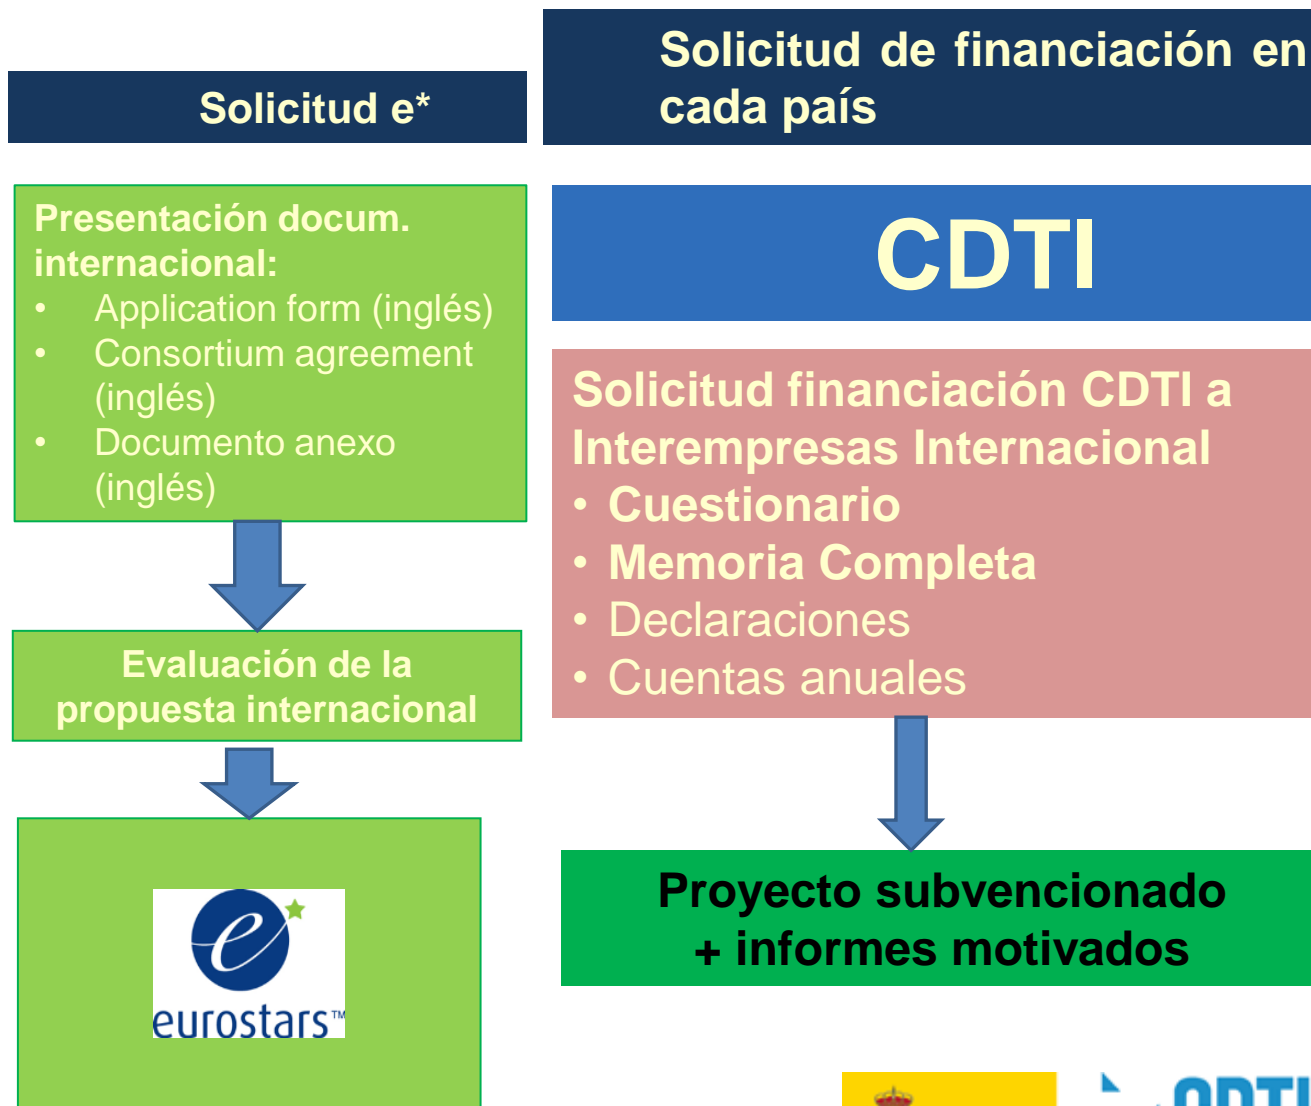 Solicitud e*
Presentación docum.
internacional:
• Application form (inglés)
• Consortium agreement
(inglés)
• Documento anexo
(inglés)
Evaluación de la
propuesta internacional
e
eurostars™
Solicitud de financiación en
cada país
CDTI
Solicitud financiación CDTI a
Interempresas Internacional
• Cuestionario
• Memoria Completa
• Declaraciones
• Cuentas anuales
Proyecto subvencionado
+ informes motivados
CDTI